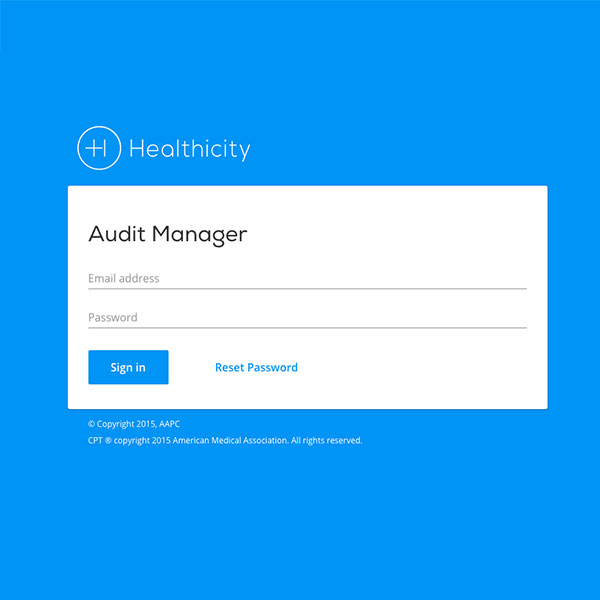 Healthicity
Audit Manager
Email address
Password
Sign in
Reset Password
© Copyright 2015, AAPC
CPT ® copyright 2015 American Medical Association. All rights reserved.